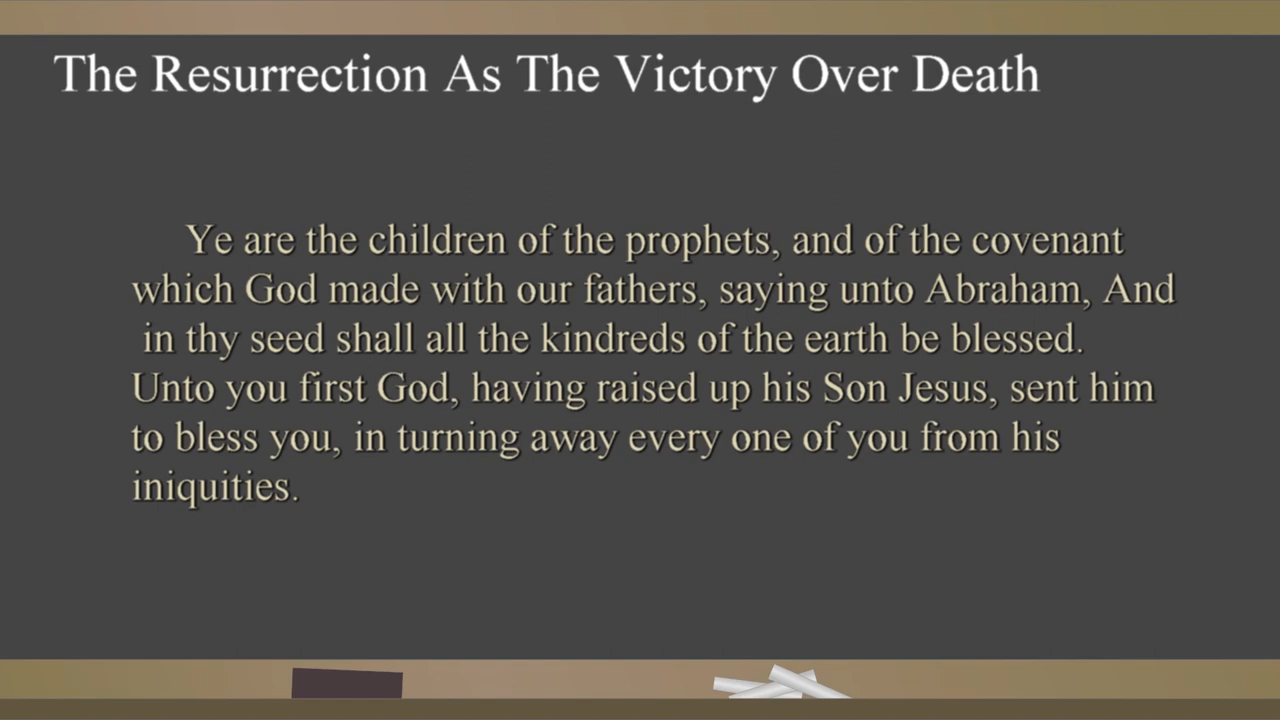 The Resurrection As The Victory Over Death
Ye are the children of the prophets, and of the covenant
which God made with our fathers, saying unto Abraham, And
in thy seed shall all the kindreds of the earth be blessed.
Unto you first God, having raised up his Son Jesus, sent him
to bless you, in turning away every one of you from his
iniquities.